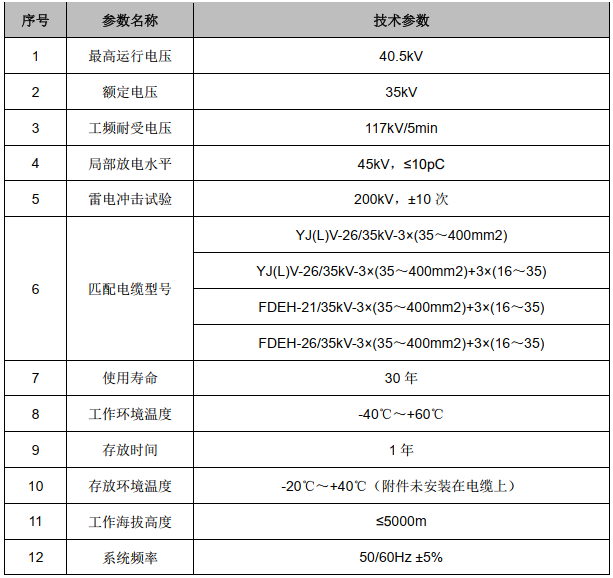 序号 参数名称 技术参数
1 最高运行电压 40.5kV
2 额定电压 35kV
3 工频耐受电压 117kV/5min
4 局部放电水平 45kV，≤10pC
5 雷电冲击试验 200kV，±10 次
6 匹配电缆型号 YJ(L)V-26/35kV-3×(35～400mm2)
YJ(L)V-26/35kV-3×(35～400mm2)+3×(16～35)
FDEH-21/35kV-3×(35～400mm2)+3×(16～35)
FDEH-26/35kV-3×(35～400mm2)+3×(16～35)
7 使用寿命 30 年
8 工作环境温度 -40℃～+60℃
9 存放时间 1 年
10 存放环境温度 -20℃～+40℃（附件未安装在电缆上）
11 工作海拔高度 ≤5000m
12 系统频率 50/60Hz ±5%